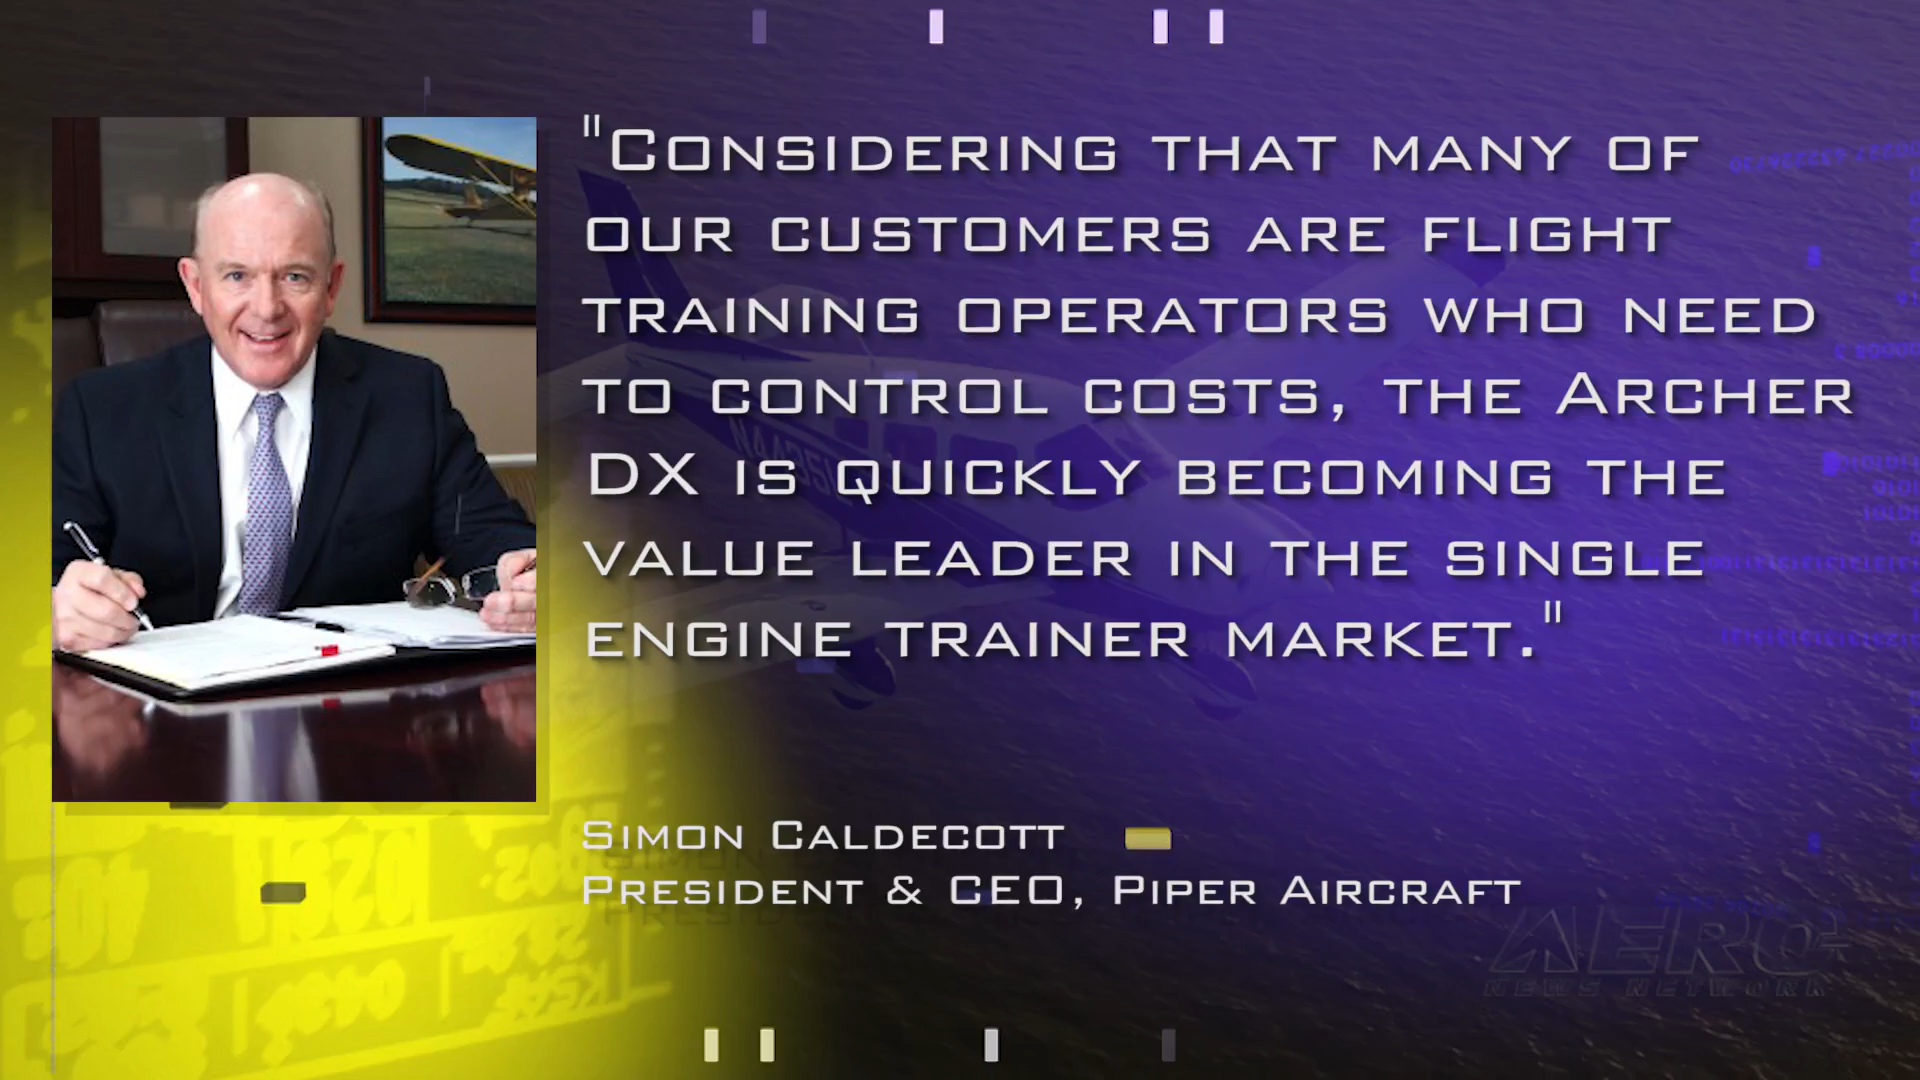 "Considering that many of
our customers are flight
training operators who need
to control costs, the Archer
DX is quickly becoming the
value leader in the single
engine trainer market."
Simon Caldecott
President & CEO, Piper Aircraft
AERO
NEWS NETWORK